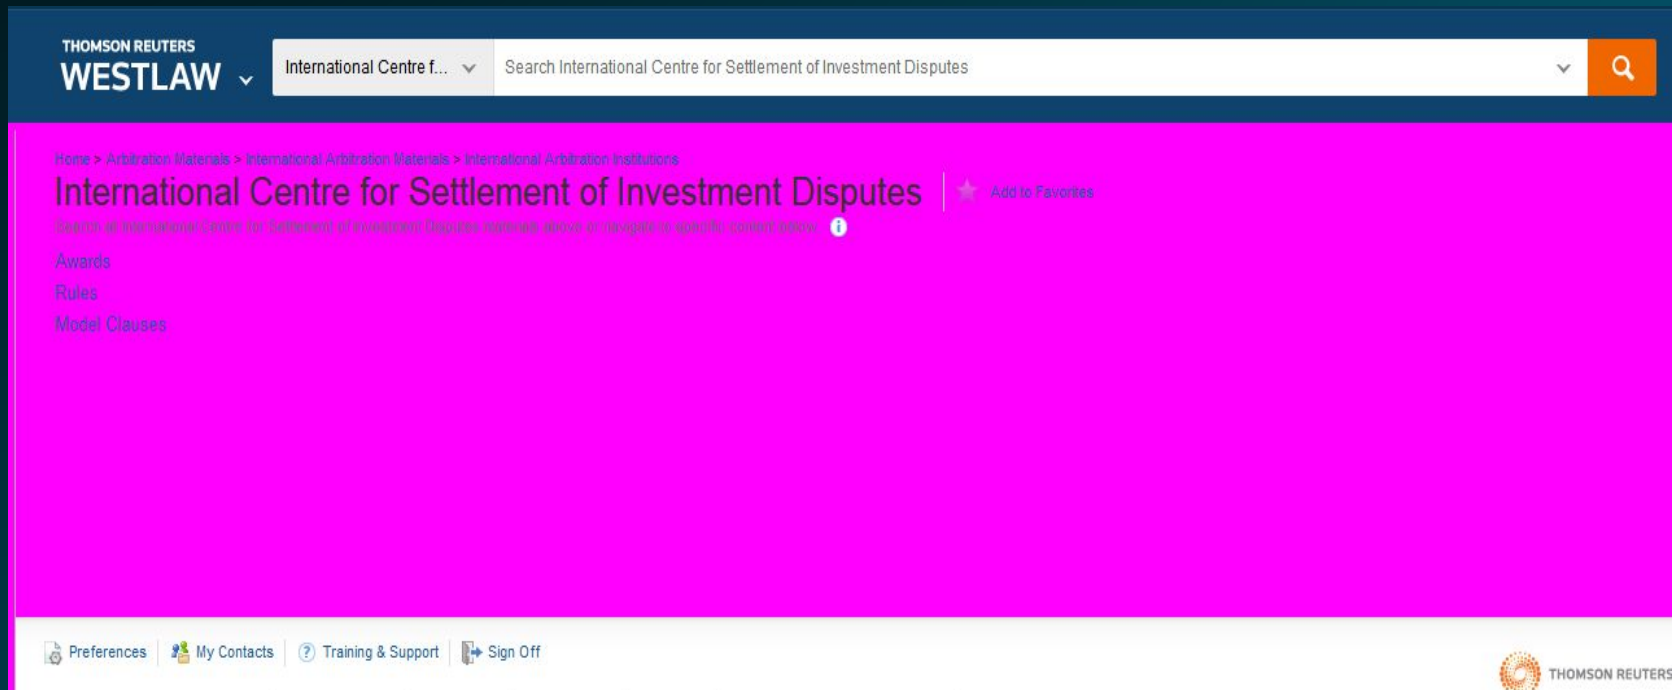 THOMSON REUTERS
WESTLAW
International Centre f...
Search International Centre for Settlement of Investment Disputes
Home > Arbitration Materials > International Arbitration Materials > International Arbitration Institutions
International Centre for Settlement of Investment Disputes
Add to Favorites
Search all International Centre for Settlement of Investment Disputes materials above or navigate to specific content below.
Awards
Rules
Model Clauses
Preferences
My Contacts
Training & Support
Sign Off
THOMSON REUTERS